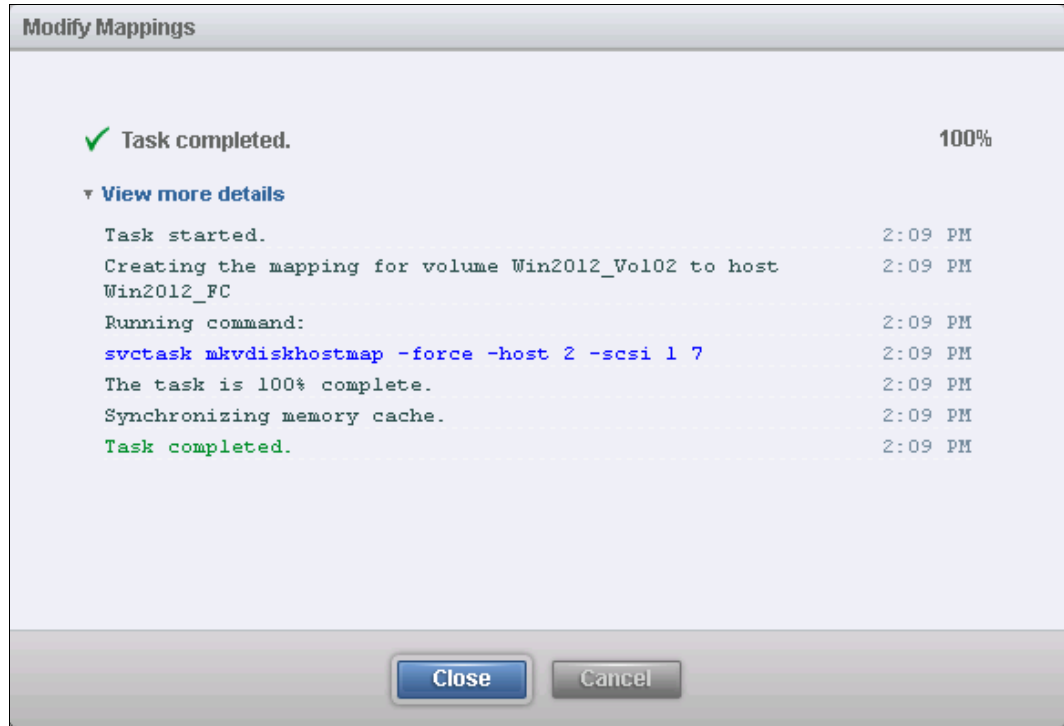 Modify Mappings
Task completed. 100%
View more details
Task started. 2:09 PM
Creating the mapping for volume Win2012_Vol02 to host 2:09 PM
Win2012_FC
Running command: 2:09 PM
svctask mkvdiskhostmap -force -host 2 -scsi 1 7 2:09 PM
The task is 100% complete. 2:09 PM
Synchronizing memory cache. 2:09 PM
Task completed. 2:09 PM
Close Cancel